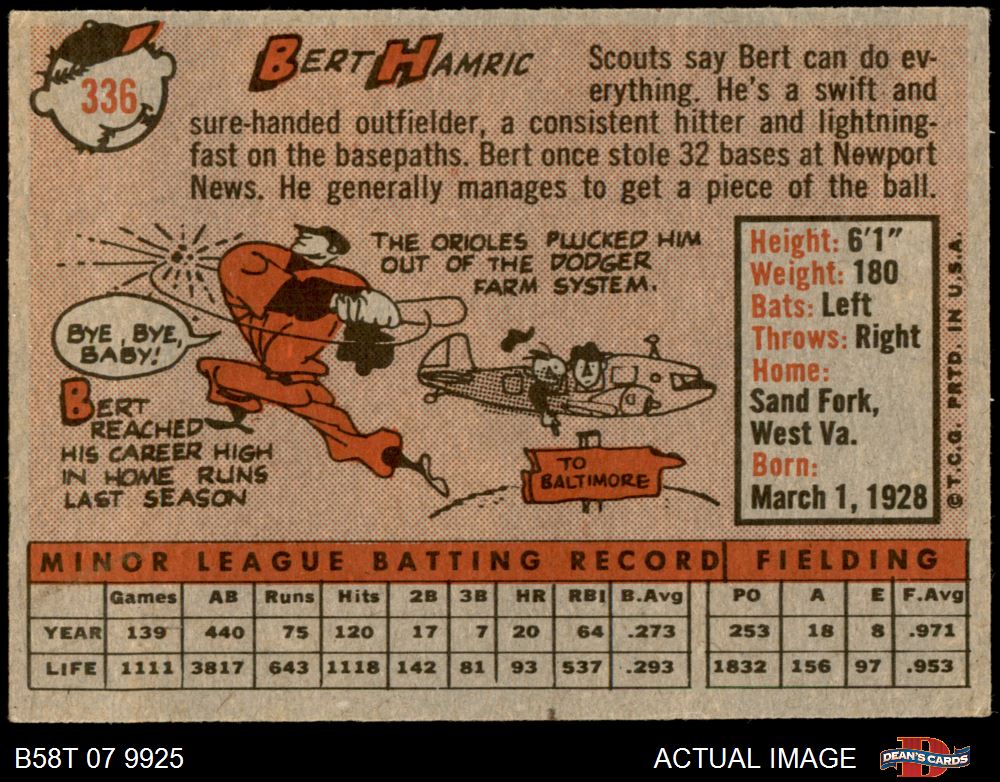 336
BERT HAMRIC
Scouts say Bert can do ev-
erything. He's a swift and
sure-handed outfielder, a consistent hitter and lightning-
fast on the basepaths. Bert once stole 32 bases at Newport
News. He generally manages to get a piece of the ball.
THE ORIOLES PLUCKED HIM
OUT OF THE DODGER
FARM SYSTEM.
BYE, BYE,
BABY!
BERT
REACHED
HIS CAREER HIGH
IN HOME RUNS
LAST SEASON
TO
BALTIMORE
Height: 6'1"
Weight: 180
Bats: Left
Throws: Right
Home:
Sand Fork,
West Va.
Born:
March 1, 1928
© T.C.G. PRTD. IN U.S.A.
MINOR LEAGUE BATTING RECORD FIELDING
Games AB Runs Hits 2B 3B HR RBI B.Avg PO A E F.Avg
YEAR 139 440 75 120 17 7 20 64 .273 253 18 8 .971
LIFE 1111 3817 643 1118 142 81 93 537 .293 1832 156 97 .953
B58T 07 9925
ACTUAL IMAGE
DEAN'S CARDS